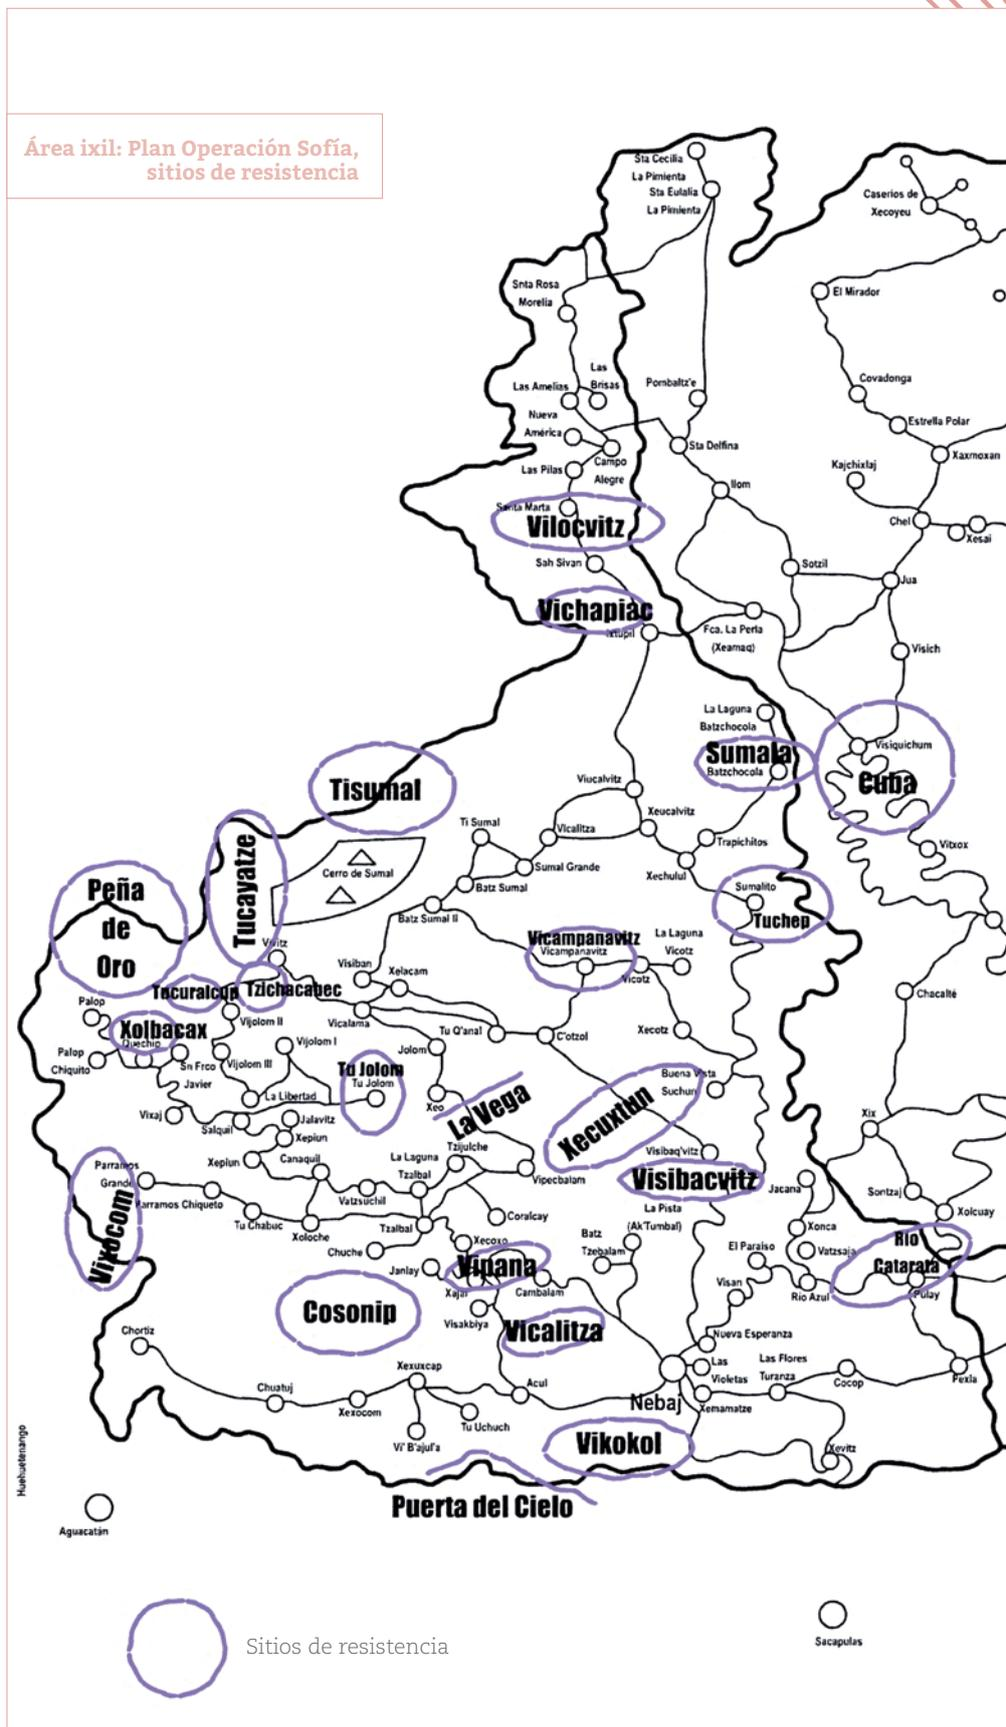 Área ixil: Plan Operación Sofía,
sitios de resistencia
Sta Cecilia
La Pimienta
Sta Eulalia
La Pimienta
Caserios de
Xecoyeu
Snta Rosa
Morelia
El Mirador
Las
Brisas
Las Amelias
Pombaltz'e
Covadonga
Nueva
América
Estrella Polar
Sta Delfina
Xaxmoxan
Las Pilas
Campo
Alegre
Kajchixlaj
Ilom
Santa Marta
Vilocvitz
Chel
Xesai
Sah Sivan
Sotzil
Jua
Vichapiac
Ixtupil
Fca. La Perla
(Xeamaq)
Visich
La Laguna
Batzchocola
Sumala
Batzchocola
Visiquichum
Cuba
Tisumal
Viucalvitz
Xeucalvitz
Ti Sumal
Vicalitza
Trapichitos
Vitxox
Tucayatze
Cerro de Sumal
Sumal Grande
Xechulul
Batz Sumal
Sumalito
Tuchep
Peña
de
Oro
Batz Sumal II
Vicampanavitz
Vicampanavitz
La Laguna
Vicotz
Vicotz
Vivitz
Visiban
Xelacam
Tucuralcup
Tzichacabec
Chacalté
Palop
Xolbacax
Vijolom II
Vicalama
Tu Q'anal
C'otzol
Xecotz
Quechip
Vijolom I
Jolom
Palop
Chiquito
Sn Frco
Javier
Vijolom III
Tu Jolom
Tu Jolom
Buena Vista
Suchun
La Libertad
Xeo
La Vega
Xecuxtun
Vixaj
Salquil
Jalavitz
Xepiun
Xix
Tzijulche
Visibaq'vitz
Xepiun
Canaquil
La Laguna
Tzalbal
Vipecbalam
Visibacvitz
Parramos
Grande
Vixocom
Parramos Chiqueto
Vatzsuchil
Jacana
Sontzaj
Tu Chabuc
Xoloche
Tzalbal
Coralcay
La Pista
(Ak'Tumbal)
Xonca
Xolcuay
Chuche
Xecoxo
Batz
Tzebalam
El Paraiso
Vatzsaja
Rio
Catarata
Janlay
Vipana
Xajal
Cambalam
Visan
Rio Azul
Pulay
Cosonip
Visakbiya
Vicalitza
Chortiz
Nueva Esperanza
Xexuxcap
Las
Violetas
Las Flores
Turanza
Cocop
Pexla
Chuatuj
Xexocom
Acul
Nebaj
Xemamatze
Tu Uchuch
Vi' B'ajul'a
Vikokol
Xevitz
Huehuetenango
Puerta del Cielo
Aguacatán
Sacapulas
Sitios de resistencia